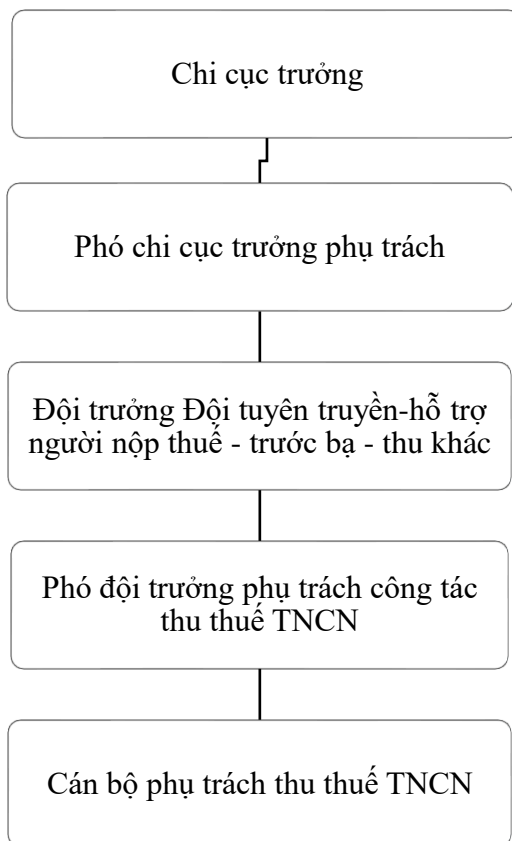 Chi cục trưởng
Phó chi cục trưởng phụ trách
Đội trưởng Đội tuyên truyền-hỗ trợ
người nộp thuế - trước bạ - thu khác
Phó đội trưởng phụ trách công tác
thu thuế TNCN
Cán bộ phụ trách thu thuế TNCN